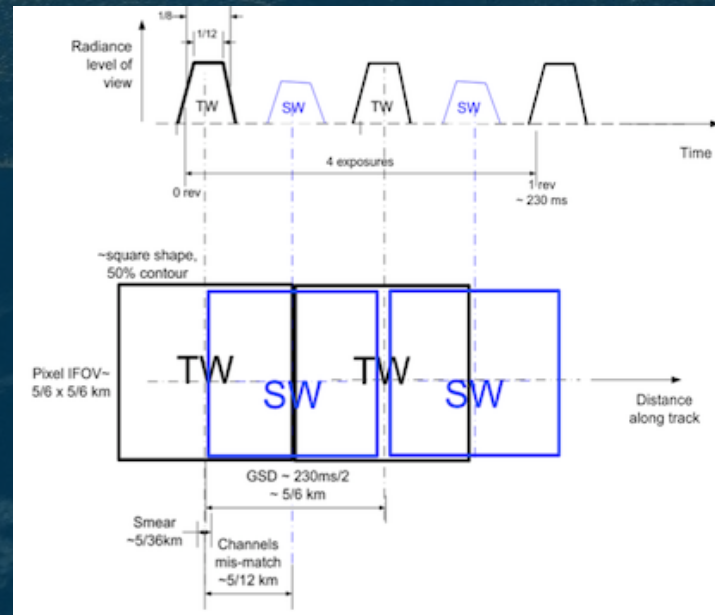 1/8
1/12
Radiance
level of
view
TW
SW
TW
SW
Time
4 exposures
0 rev
1 rev
~ 230 ms
~square shape,
50% contour
Pixel IFOV~
5/6 x 5/6 km
TW
SW
TW
SW
Distance
along track
GSD ~ 230ms/2
~ 5/6 km
Smear
~5/36km
Channels
mis-match
~5/12 km